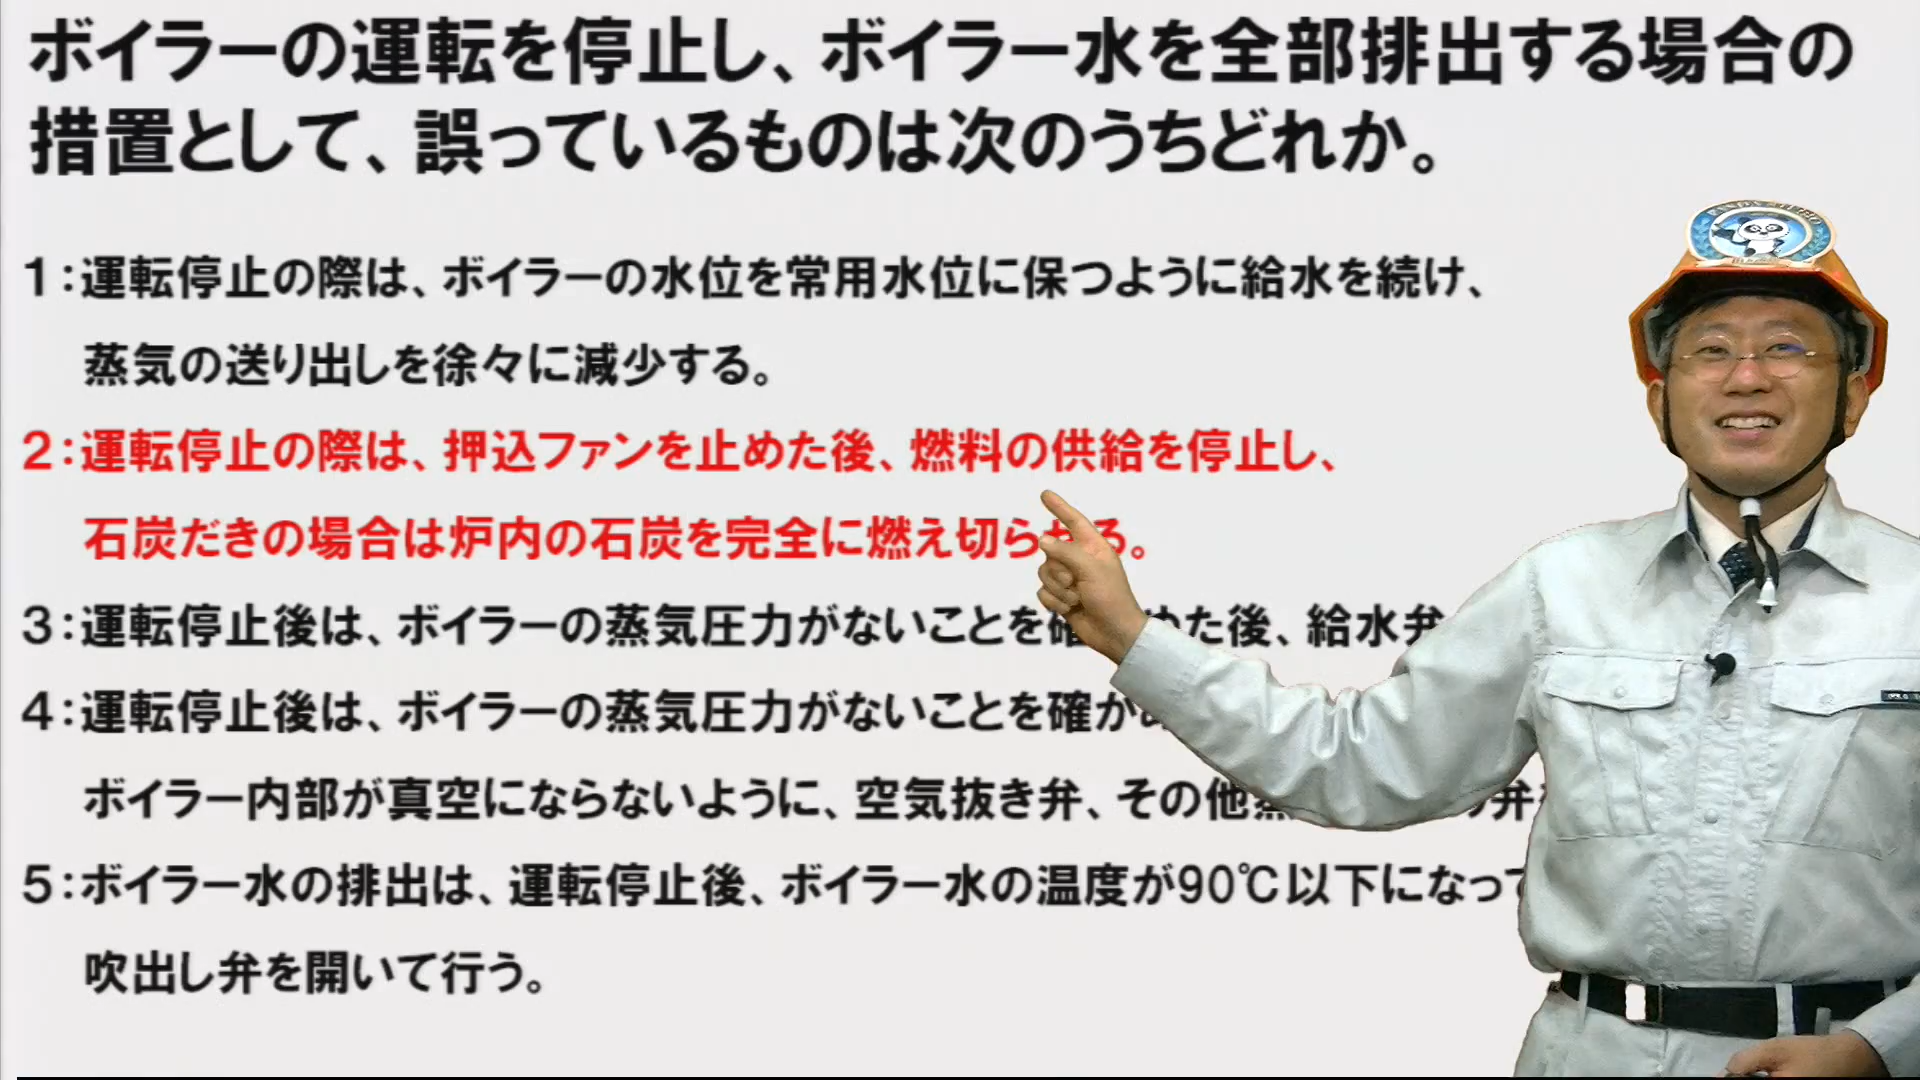 ボイラーの運転を停止し、ボイラー水を全部排出する場合の
措置として、誤っているものは次のうちどれか。
1：運転停止の際は、ボイラーの水位を常用水位に保つように給水を続け、
蒸気の送り出しを徐々に減少する。
2：運転停止の際は、押込ファンを止めた後、燃料の供給を停止し、
石炭だきの場合は炉内の石炭を完全に燃え切らせる。
3：運転停止後は、ボイラーの蒸気圧力がないことを確 めた後、給水弁
4：運転停止後は、ボイラーの蒸気圧力がないことを確か
ボイラー内部が真空にならないように、空気抜き弁、その他蒸 弁
5：ボイラー水の排出は、運転停止後、ボイラー水の温度が90℃以下になって
吹出し弁を開いて行う。